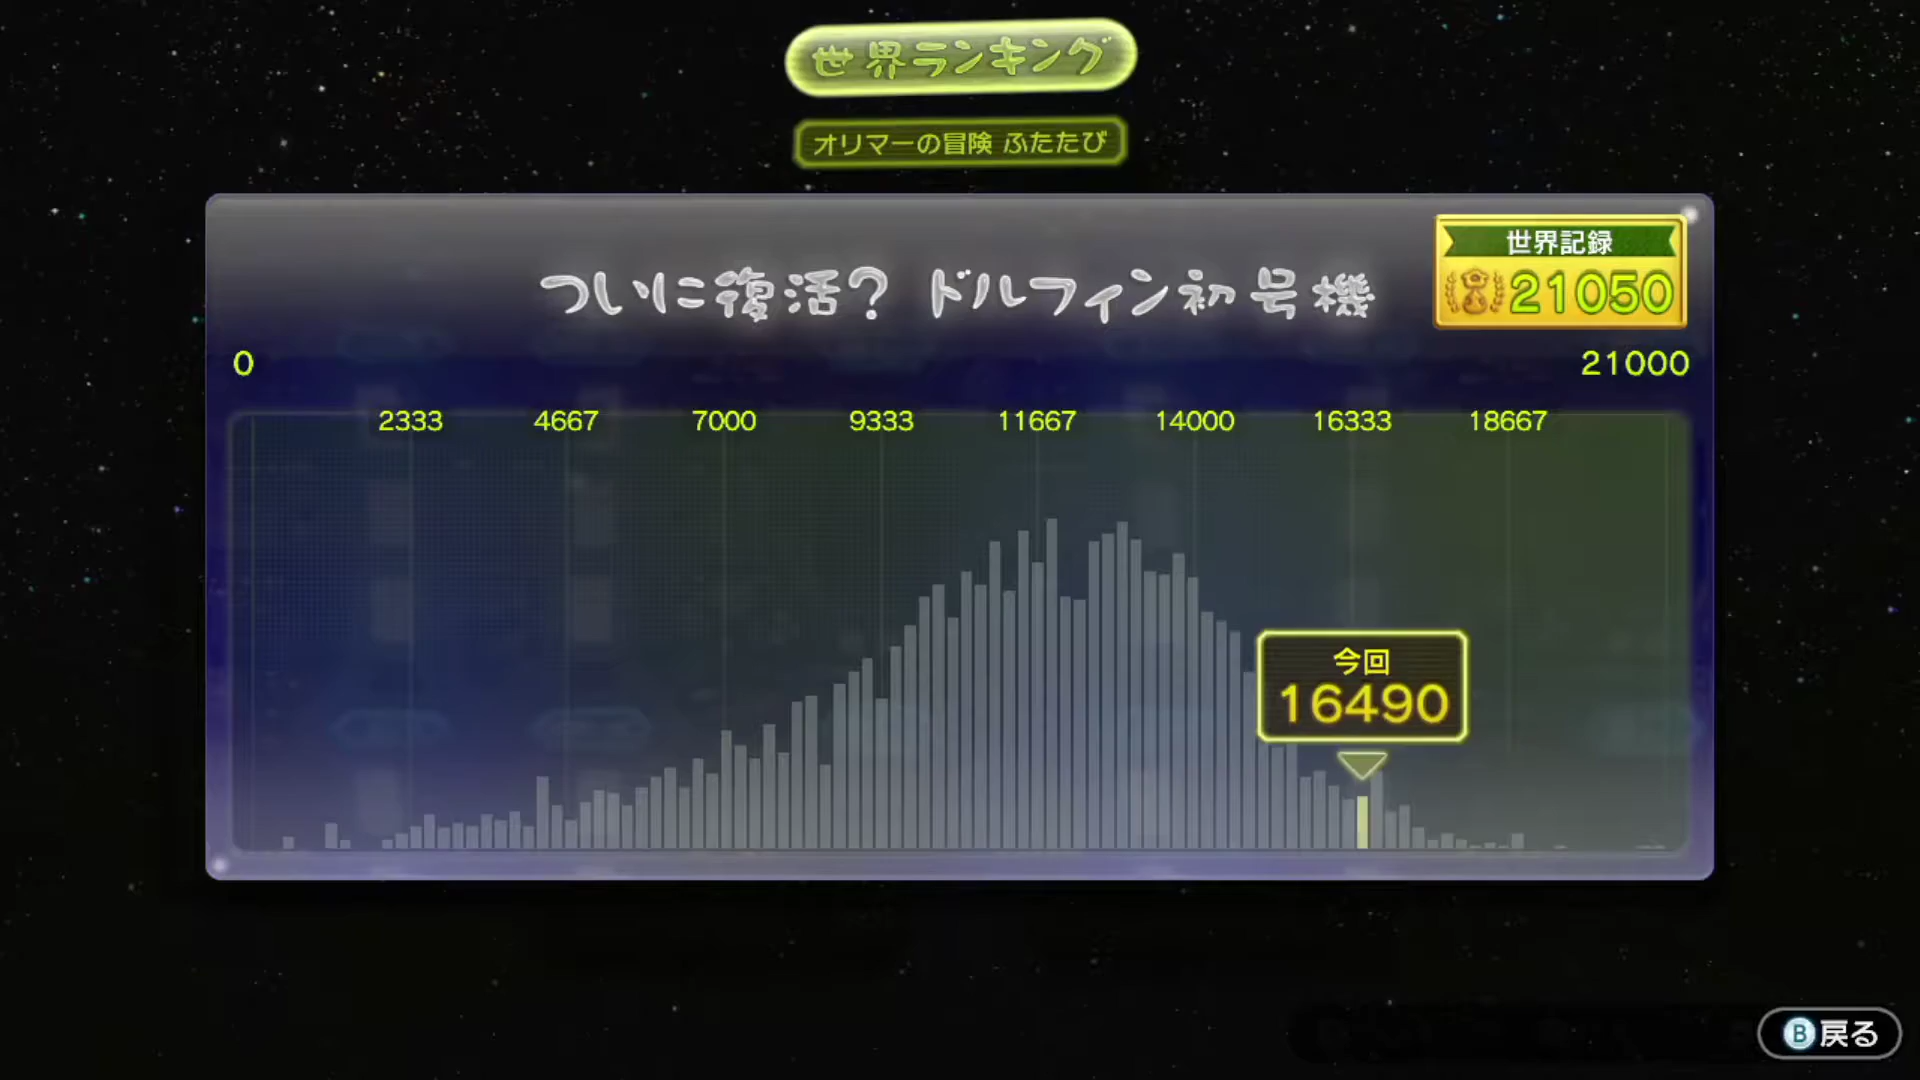 世界ランキング
オリマーの冒険 ふたたび
世界記録
21050
ついに復活? ドルフィン初号機
0 21000
2333 4667 7000 9333 11667 14000 16333 18667
今回
16490
B戻る